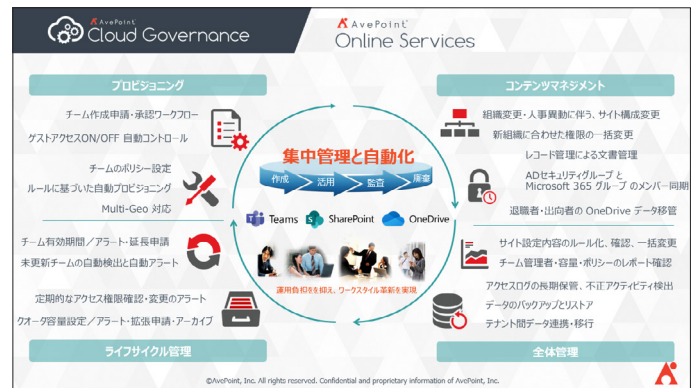 AvePoint
Cloud Governance
AvePoint
Online Services
プロビジョニング
チーム作成申請・承認ワークフロー
ゲストアクセスON/OFF 自動コントロール
チームのポリシー設定
ルールに基づいた自動プロビジョニング
Multi-Geo 対応
チーム有効期間／アラート・延長申請
未更新チームの自動検出と自動アラート
定期的なアクセス権限確認・変更のアラート
クオータ容量設定／アラート・拡張申請・アーカイブ
ライフサイクル管理
集中管理と自動化
作成
活用
監査
廃棄
Teams
SharePoint
OneDrive
運用負担をを抑え、ワークスタイル革新を実現
コンテンツマネジメント
組織変更・人事異動に伴う、サイト構成変更
新組織に合わせた権限の一括変更
レコード管理による文書管理
ADセキュリティグループ と
Microsoft 365 グループ のメンバー同期
退職者・出向者の OneDrive データ移管
サイト設定内容のルール化、確認、一括変更
チーム管理者・容量・ポリシーのレポート確認
アクセスログの長期保管、不正アクティビティ検出
データのバックアップとリストア
テナント間データ連携・移行
全体管理
©AvePoint, Inc. All rights reserved. Confidential and proprietary information of AvePoint, Inc.